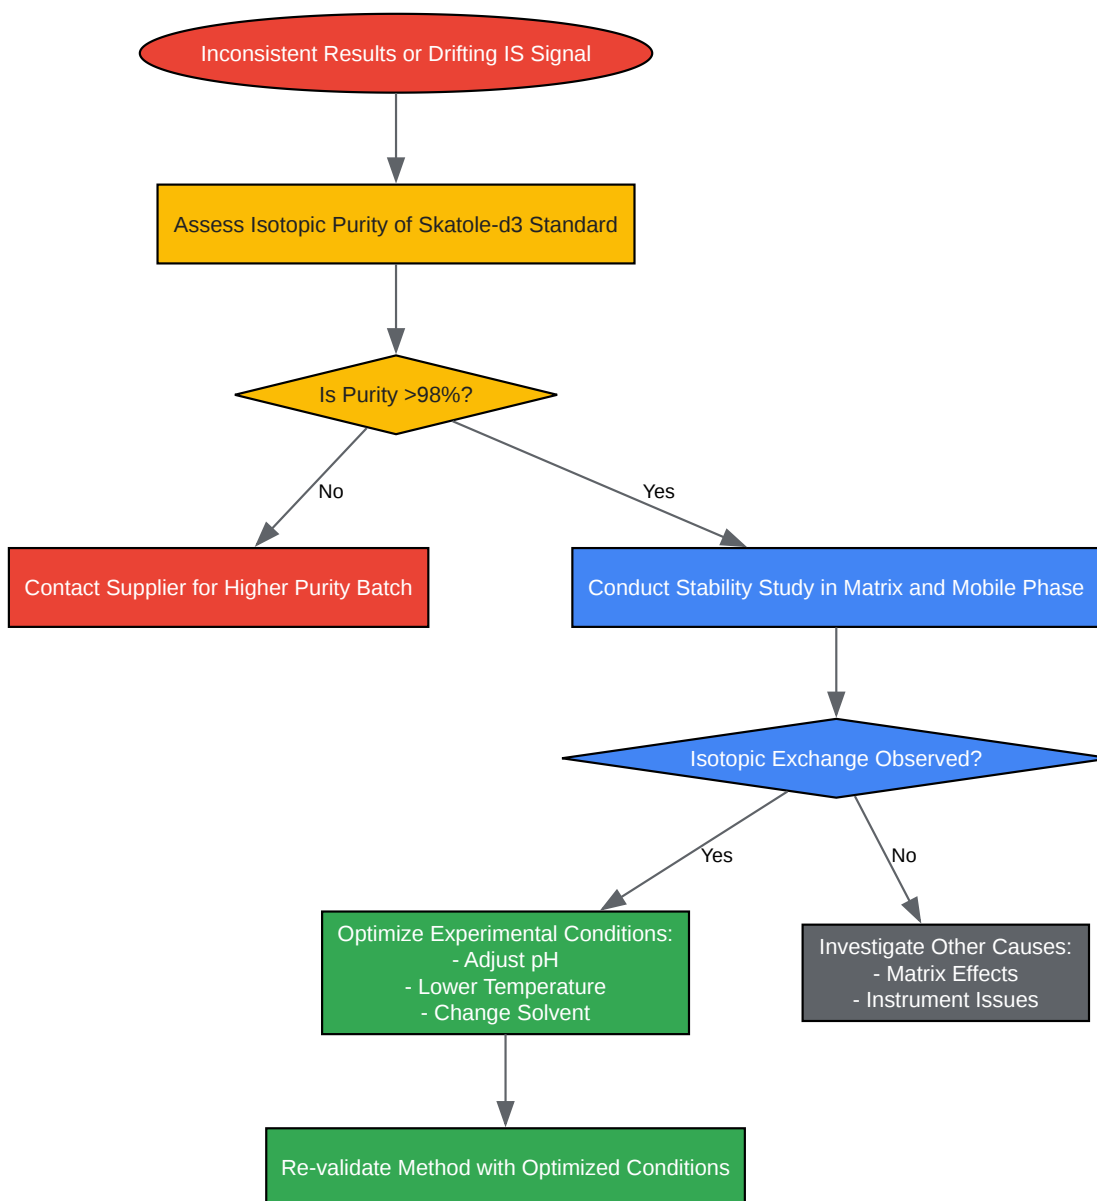 Inconsistent Results or Drifting IS Signal
Assess Isotopic Purity of Skatole-d3 Standard
Is Purity >98%?
No
Yes
Contact Supplier for Higher Purity Batch
Conduct Stability Study in Matrix and Mobile Phase
Isotopic Exchange Observed?
Yes
No
Optimize Experimental Conditions:
- Adjust pH
- Lower Temperature
- Change Solvent
Investigate Other Causes:
- Matrix Effects
- Instrument Issues
Re-validate Method with Optimized Conditions